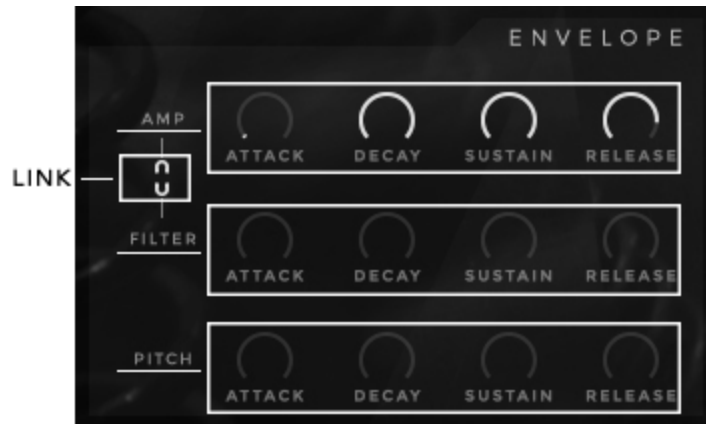 ENVELOPE
AMP
ATTACK DECAY SUSTAIN RELEASE
LINK
FILTER
ATTACK DECAY SUSTAIN RELEASE
PITCH
ATTACK DECAY SUSTAIN RELEASE